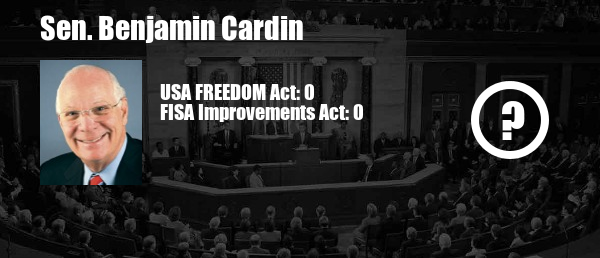 Sen. Benjamin Cardin
USA FREEDOM Act: 0
FISA Improvements Act: 0
?